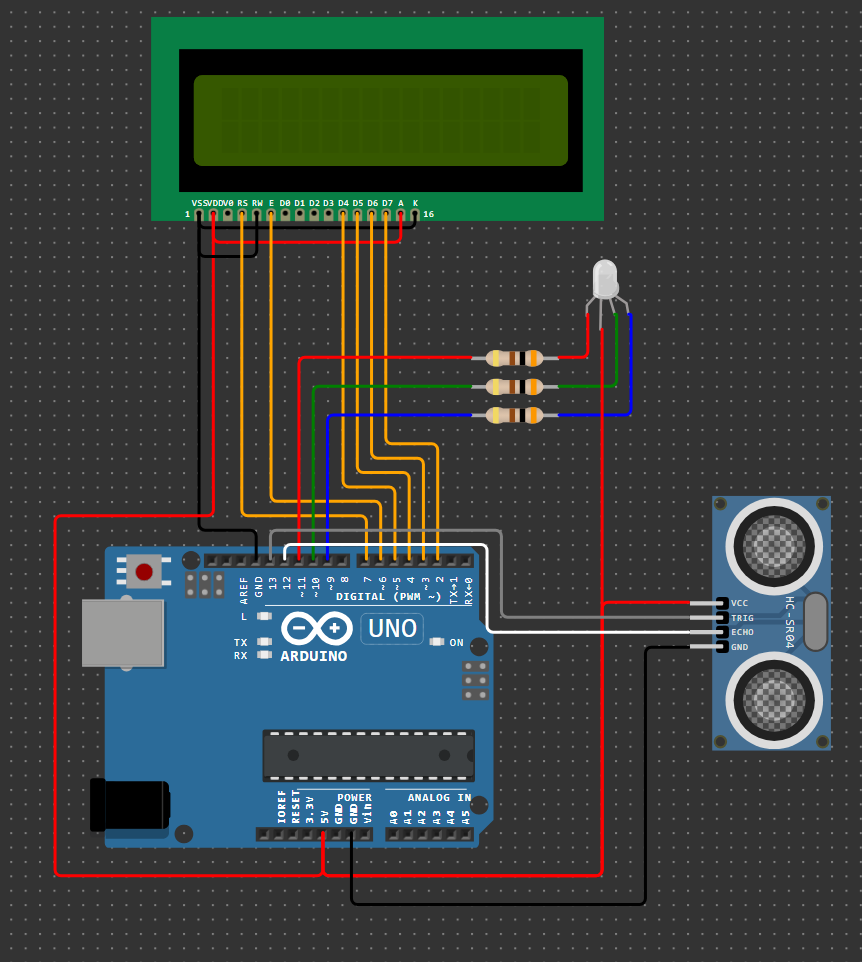 VSS VDD V0 RS RW E D0 D1 D2 D3 D4 D5 D6 D7 A K
1 16
AREF GND 13 12 ~11 ~10 ~9 8 7 ~6 ~5 4 ~3 2 TX→1 RX←0
DIGITAL (PWM ~)
L
UNO
TX
RX
ARDUINO
ON
VCC
TRIG
ECHO
GND
HC-SR04
POWER
ANALOG IN
IOREF RESET 3.3V 5V GND GND Vin A0 A1 A2 A3 A4 A5